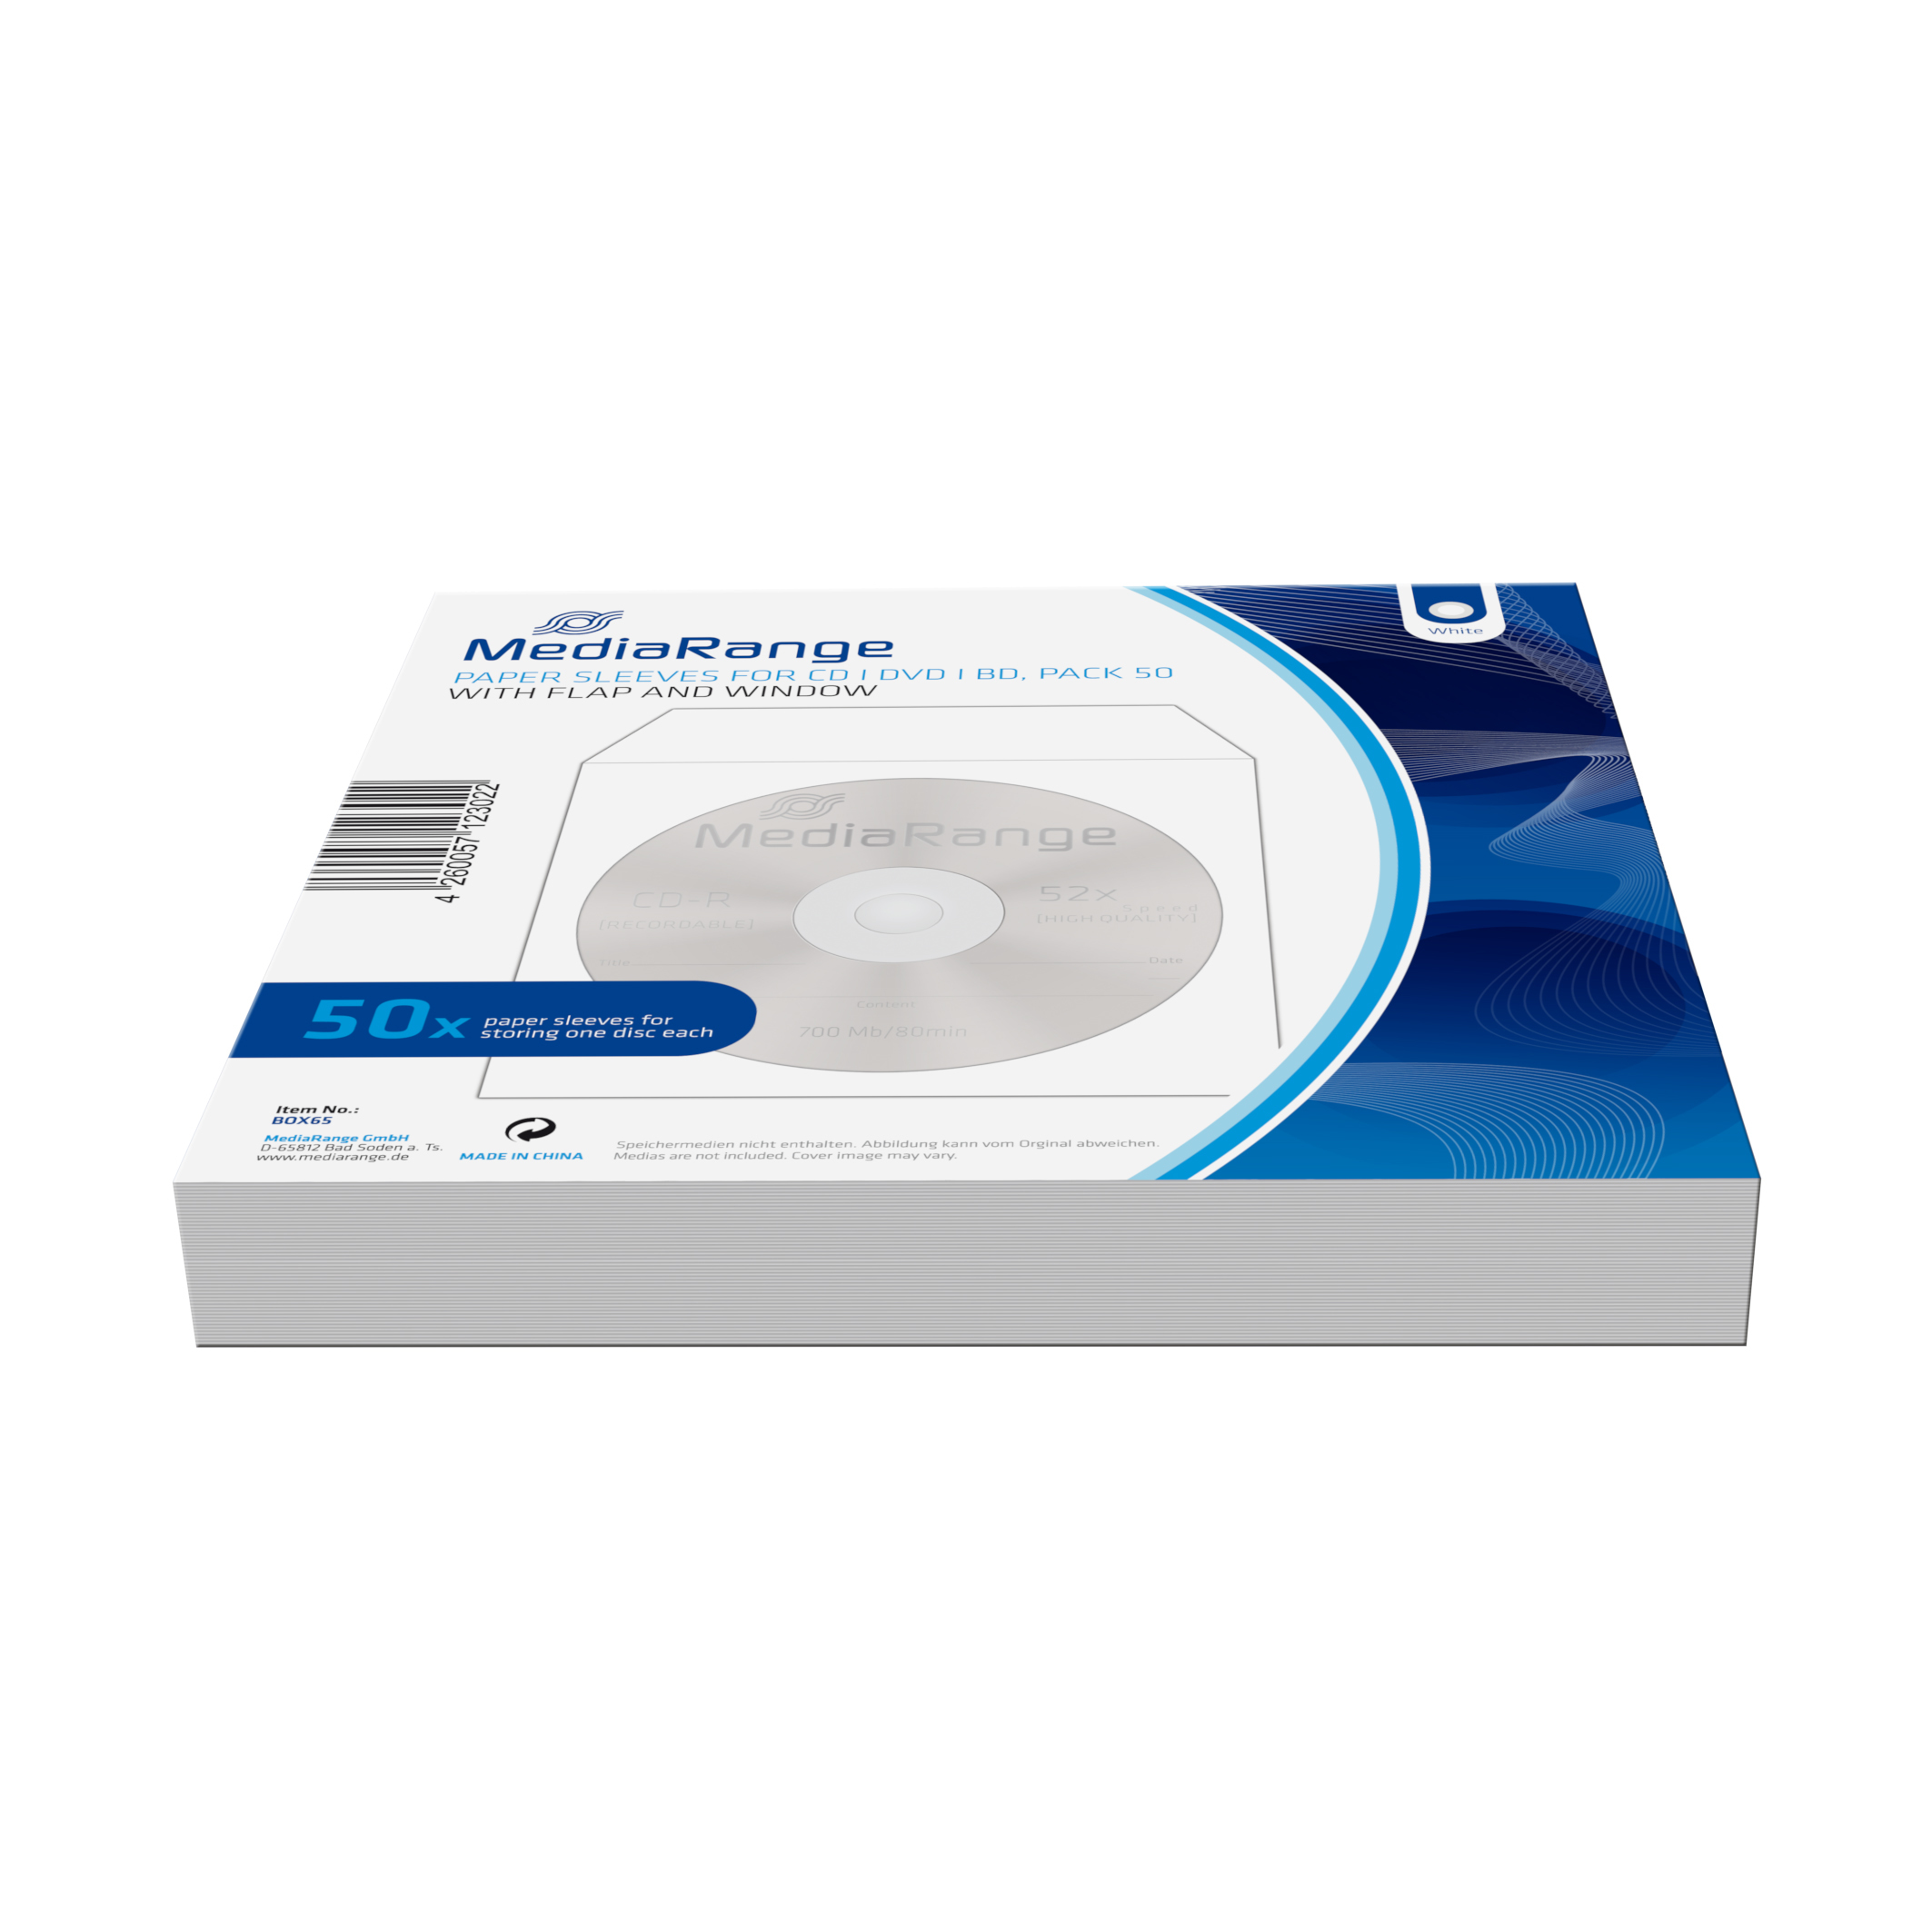 MediaRange
PAPER SLEEVES FOR CD | DVD | BD, PACK 50
WITH FLAP AND WINDOW
White
4 260057 123022
MediaRange
CD-R
[RECORDABLE]
52x
Speed
[HIGH QUALITY]
Title
Date
Content
700 Mb/80min
50x
paper sleeves for
storing one disc each
Item No.:
BOX65
MediaRange GmbH
D-65812 Bad Soden a. Ts.
www.mediarange.de
MADE IN CHINA
Speichermedien nicht enthalten. Abbildung kann vom Orginal abweichen.
Medias are not included. Cover image may vary.